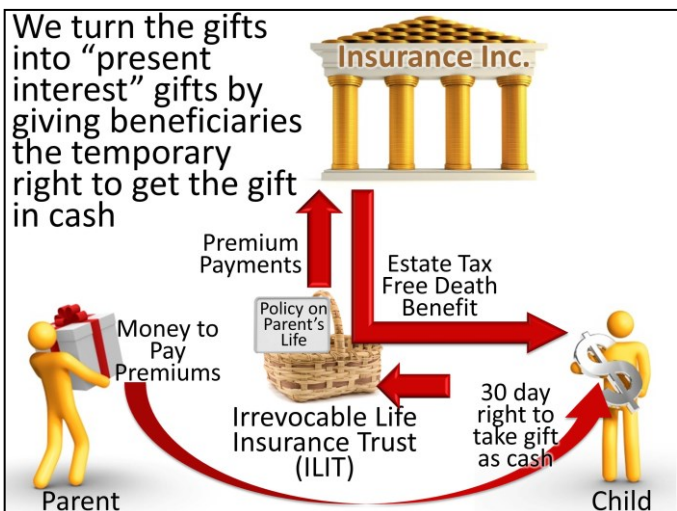 We turn the gifts
into “present
interest” gifts by
giving beneficiaries
the temporary
right to get the gift
in cash
Insurance Inc.
Premium
Payments
Estate Tax
Free Death
Benefit
Policy on
Parent’s
Life
Money to
Pay
Premiums
Irrevocable Life
Insurance Trust
(ILIT)
30 day
right to
take gift
as cash
Parent
Child